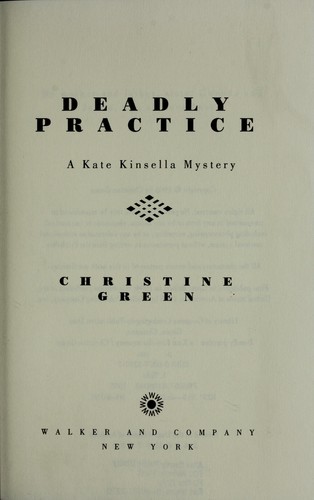 DEADLY
PRACTICE
A Kate Kinsella Mystery
CHRISTINE
GREEN
WALKER AND COMPANY
NEW YORK